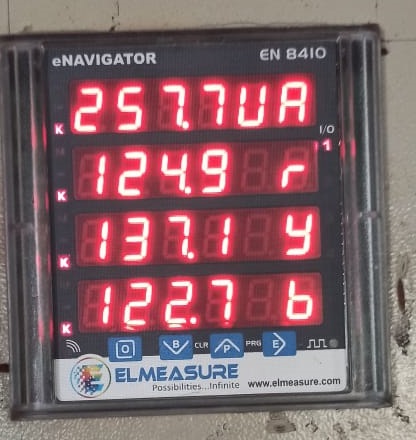 eNAVIGATOR EN 8410
K 257.7UA
I/O
K 124.9 r 1
K 137.1 y
K 122.7 b
O B CLR P PRG E
ELMEASURE
Possibilities...Infinite www.elmeasure.com